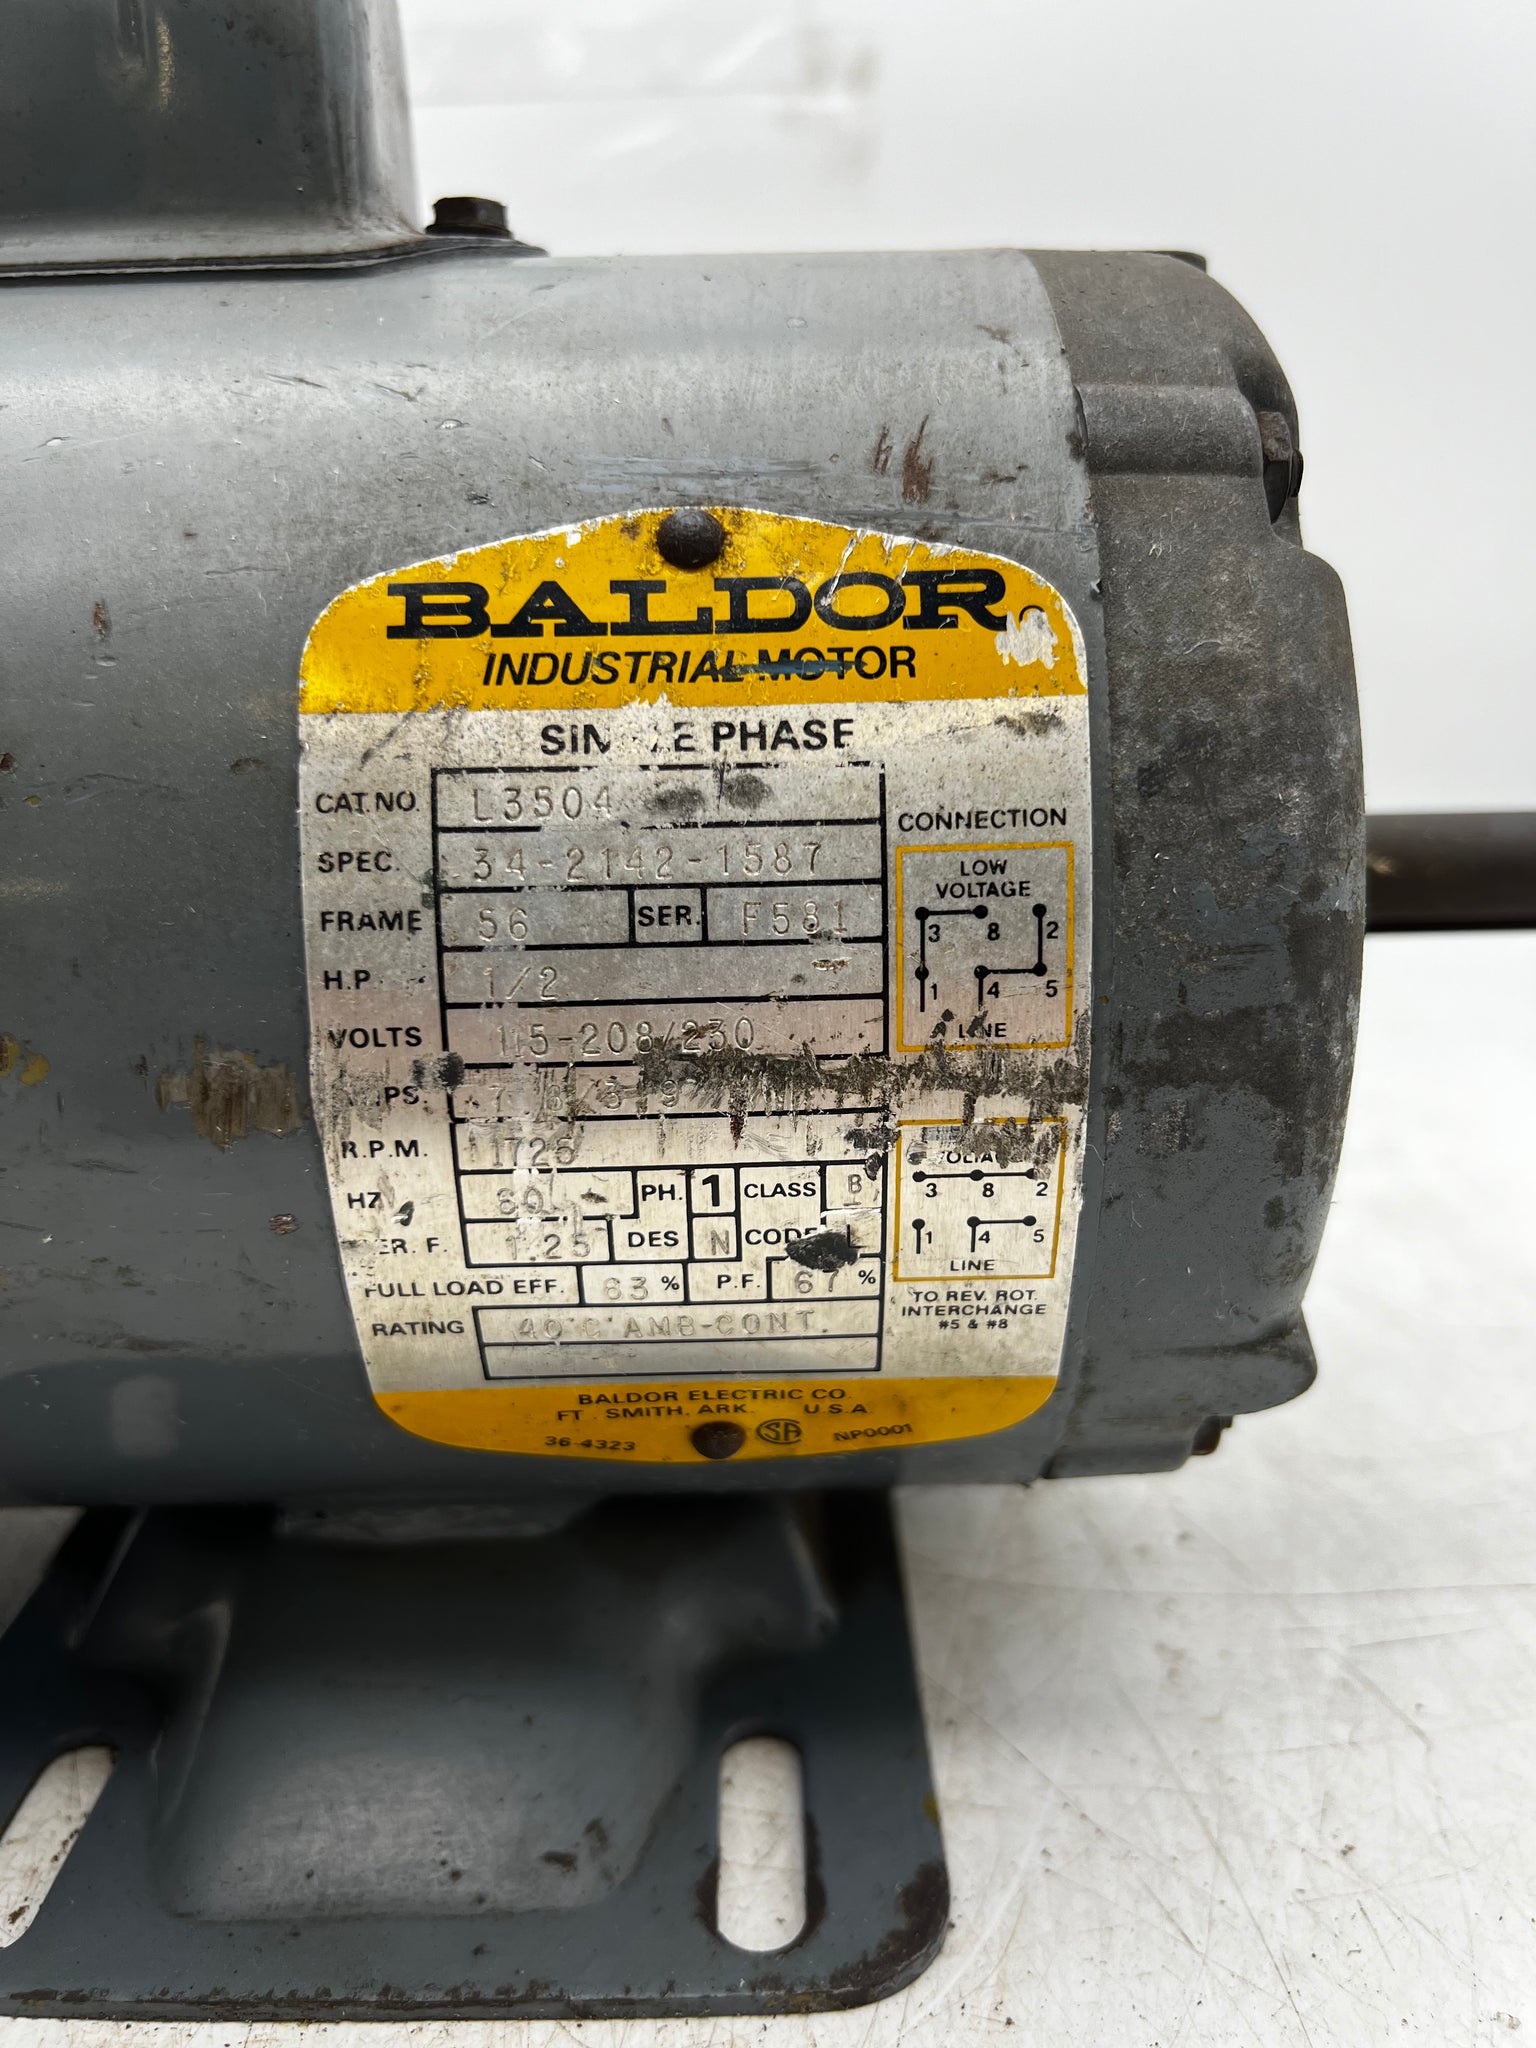 BALDOR
INDUSTRIAL MOTOR
PHASE
CAT. NO. L3504
SPEC. 34-2142-1587
FRAME 56 SER. F581
H.P. 1/2
VOLTS 115-208/230
R.P.M. 1725
HZ 60 PH. 1 CLASS B
1.25 DES N CODE L
FULL LOAD EFF. 63 % P.F. 67 %
RATING 40°C AMB-CONT.
CONNECTION
LOW
VOLTAGE
3 8 2
1 4 5
LINE
3 8 2
1 4 5
LINE
TO REV. ROT.
INTERCHANGE
#5 & #8
BALDOR ELECTRIC CO.
FT. SMITH, ARK. U.S.A.
36-4323 SA NP0001